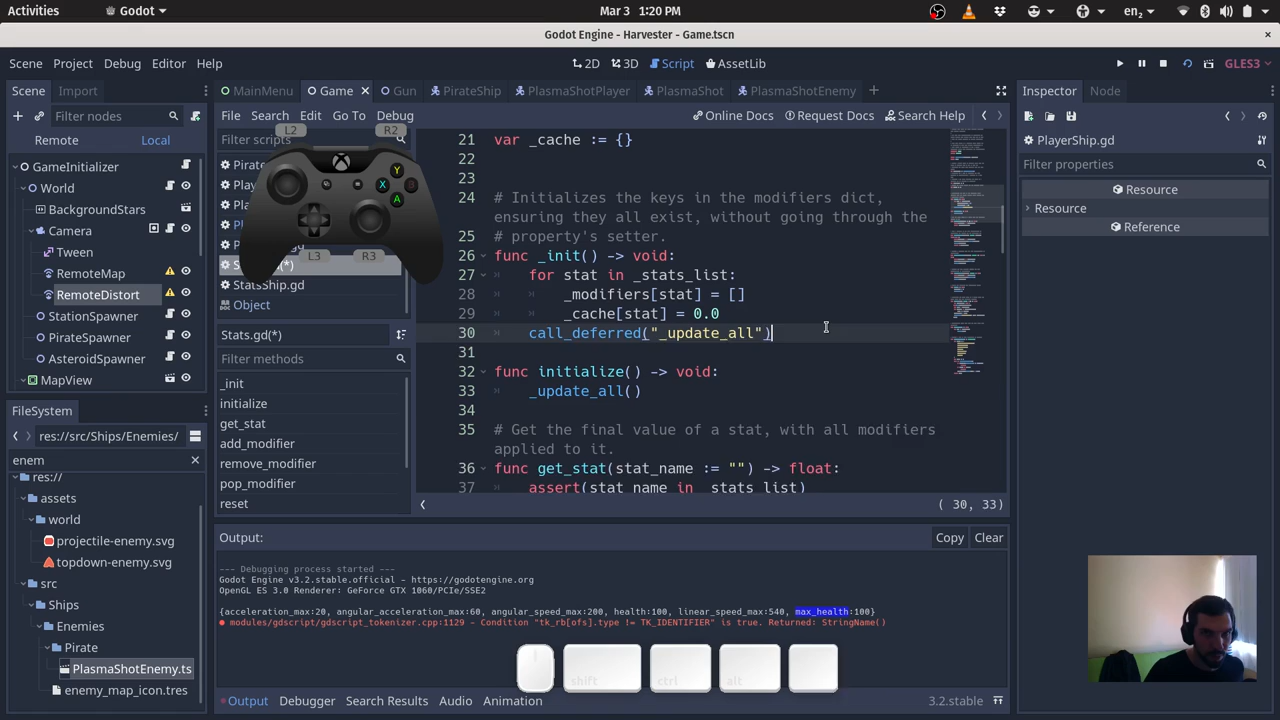 Activities
Godot
Mar 3 1:20 PM
en₂
Godot Engine - Harvester - Game.tscn
×
Scene Project Debug Editor Help
2D 3D Script AssetLib
GLES3
Scene Import
MainMenu Game Gun PirateShip PlasmaShotPlayer PlasmaShot PlasmaShotEnemy
Inspector Node
Filter nodes
File Search Edit Go To Debug
Online Docs Request Docs Search Help
Remote Local
Filter scripts
L2 R2
Y
X
A
L3 R3
PlayerShip.gd
Filter properties
Resource
Resource
Reference
GameInitializer
World
BackgroundStars
Camera
Tween
RemoteMap
RemoteDistort
StationSpawner
PirateSpawner
AsteroidSpawner
MapView
Pirate
Play
(*)
StatsShip.gd
Object
Stats.gd(*)
Filter methods
_init
initialize
get_stat
add_modifier
remove_modifier
pop_modifier
reset
21 var _cache := {}
22
23
24 # Initializes the keys in the modifiers dict,
ensuring they all exist, without going through the
25 # property's setter.
26 func _init() -> void:
27 for stat in _stats_list:
28 _modifiers[stat] = []
29 _cache[stat] = 0.0
30 call_deferred("_update_all")
31
32 func initialize() -> void:
33 _update_all()
34
35 # Get the final value of a stat, with all modifiers
applied to it.
36 func get_stat(stat_name := "") -> float:
37 assert(stat_name in _stats_list)
( 30, 33)
FileSystem
res://src/Ships/Enemies/
enem
res://
assets
world
projectile-enemy.svg
topdown-enemy.svg
src
Ships
Enemies
Pirate
PlasmaShotEnemy.ts
enemy_map_icon.tres
Output:
Copy Clear
--- Debugging process started ---
Godot Engine v3.2.stable.official - https://godotengine.org
OpenGL ES 3.0 Renderer: GeForce GTX 1060/PCIe/SSE2
{acceleration_max:20, angular_acceleration_max:60, angular_speed_max:200, health:100, linear_speed_max:540, max_health:100}
modules/gdscript/gdscript_tokenizer.cpp:1129 - Condition "tk_rb[ofs].type != TK_IDENTIFIER" is true. Returned: StringName()
shift ctrl alt
Output Debugger Search Results Audio Animation
3.2.stable